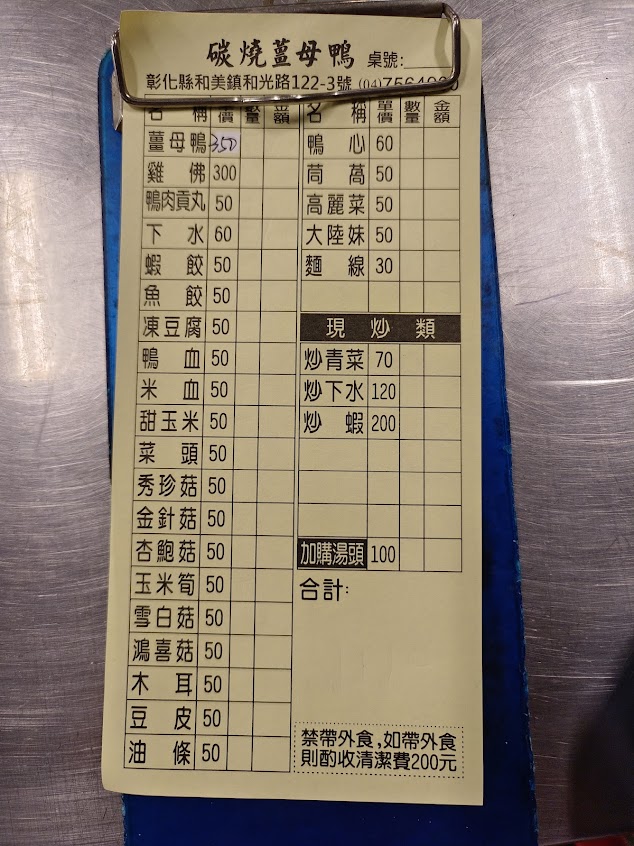 碳燒薑母鴨 桌號:
彰化縣和美鎮和光路122-3號 (04)
名 稱 單價 數量 金額
薑母鴨 350
雞佛 300
鴨肉貢丸 50
下水 60
蝦餃 50
魚餃 50
凍豆腐 50
鴨血 50
米血 50
甜玉米 50
菜頭 50
秀珍菇 50
金針菇 50
杏鮑菇 50
玉米筍 50
雪白菇 50
鴻喜菇 50
木耳 50
豆皮 50
油條 50
名 稱 單價 數量 金額
鴨心 60
茼萵 50
高麗菜 50
大陸妹 50
麵線 30
現炒類
炒青菜 70
炒下水 120
炒蝦 200
加購湯頭 100
合計:
禁帶外食,如帶外食
則酌收清潔費200元